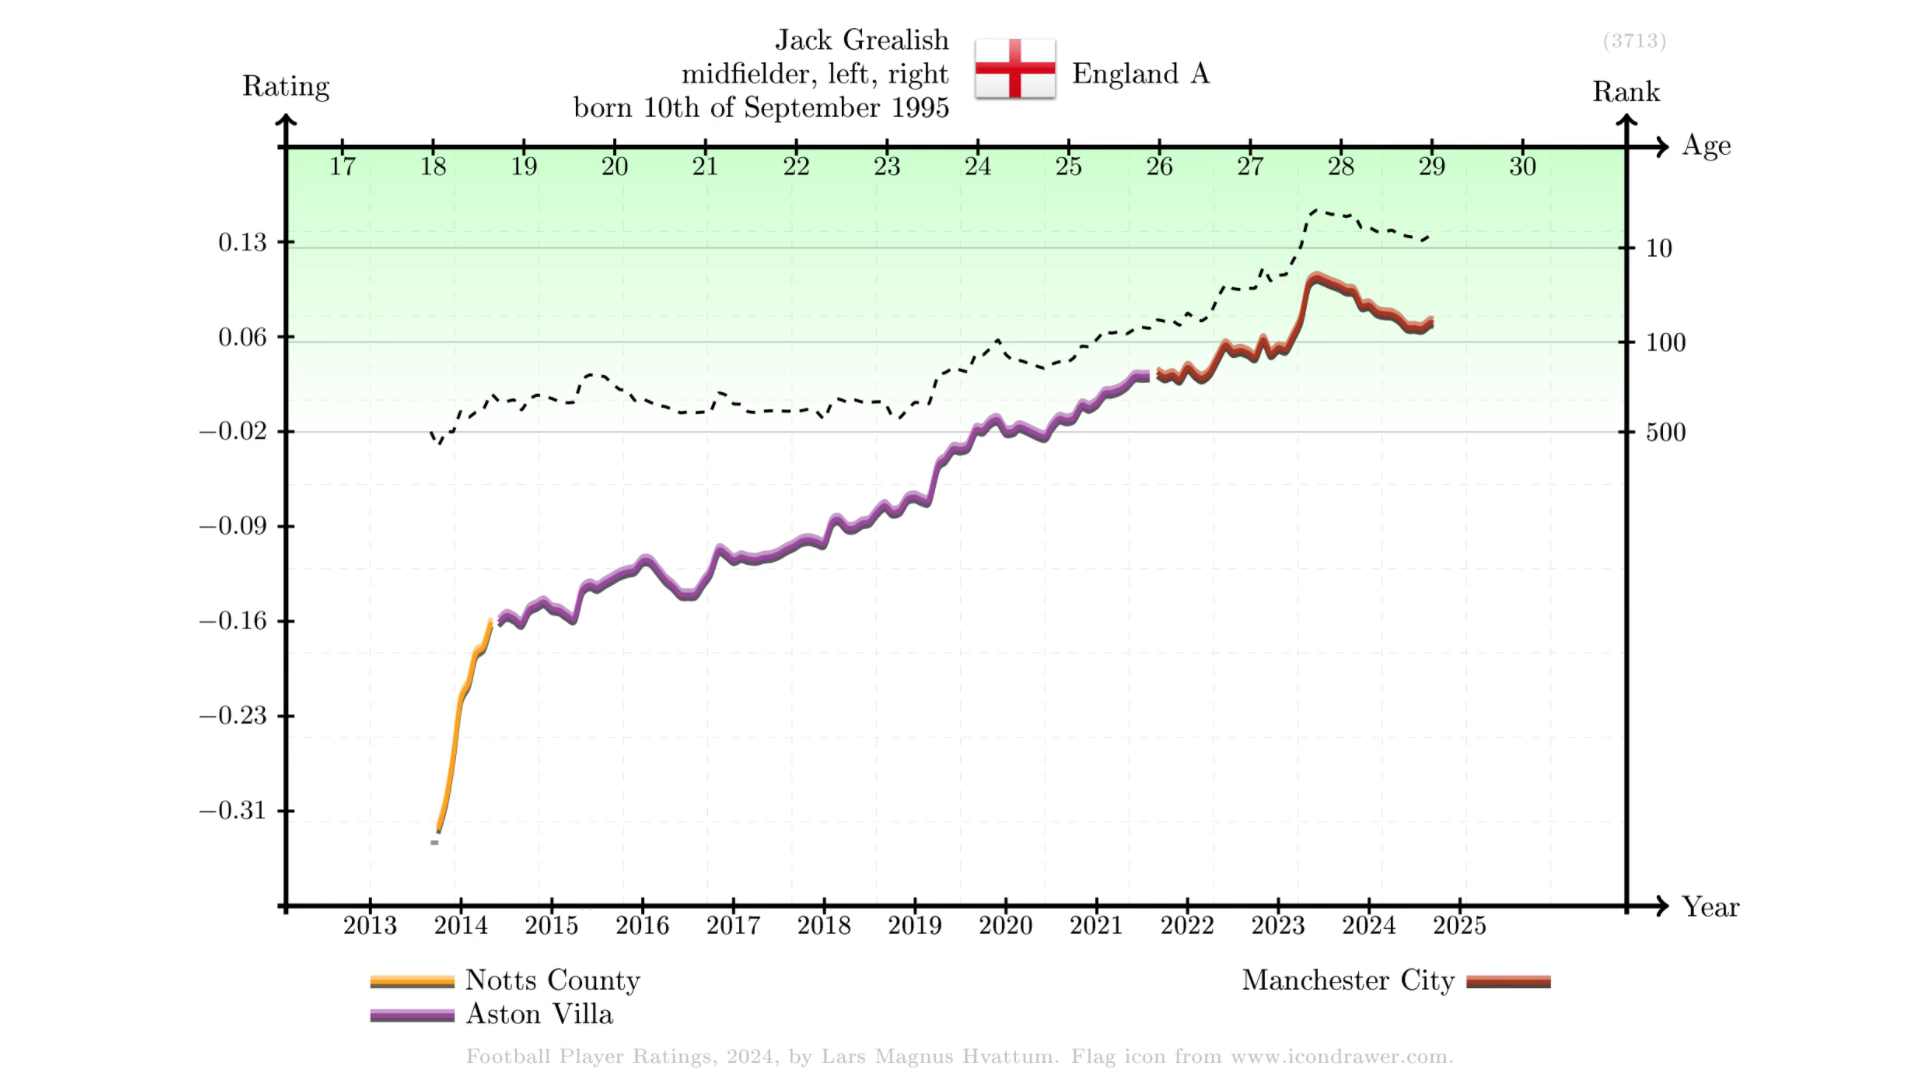 Jack Grealish
midfielder, left, right
born 10th of September 1995
England A
(3713)
Rating
Rank
Age
17 18 19 20 21 22 23 24 25 26 27 28 29 30
0.13
0.06
−0.02
−0.09
−0.16
−0.23
−0.31
10
100
500
Year
2013 2014 2015 2016 2017 2018 2019 2020 2021 2022 2023 2024 2025
Notts County
Aston Villa
Manchester City
Football Player Ratings, 2024, by Lars Magnus Hvattum. Flag icon from www.icondrawer.com.